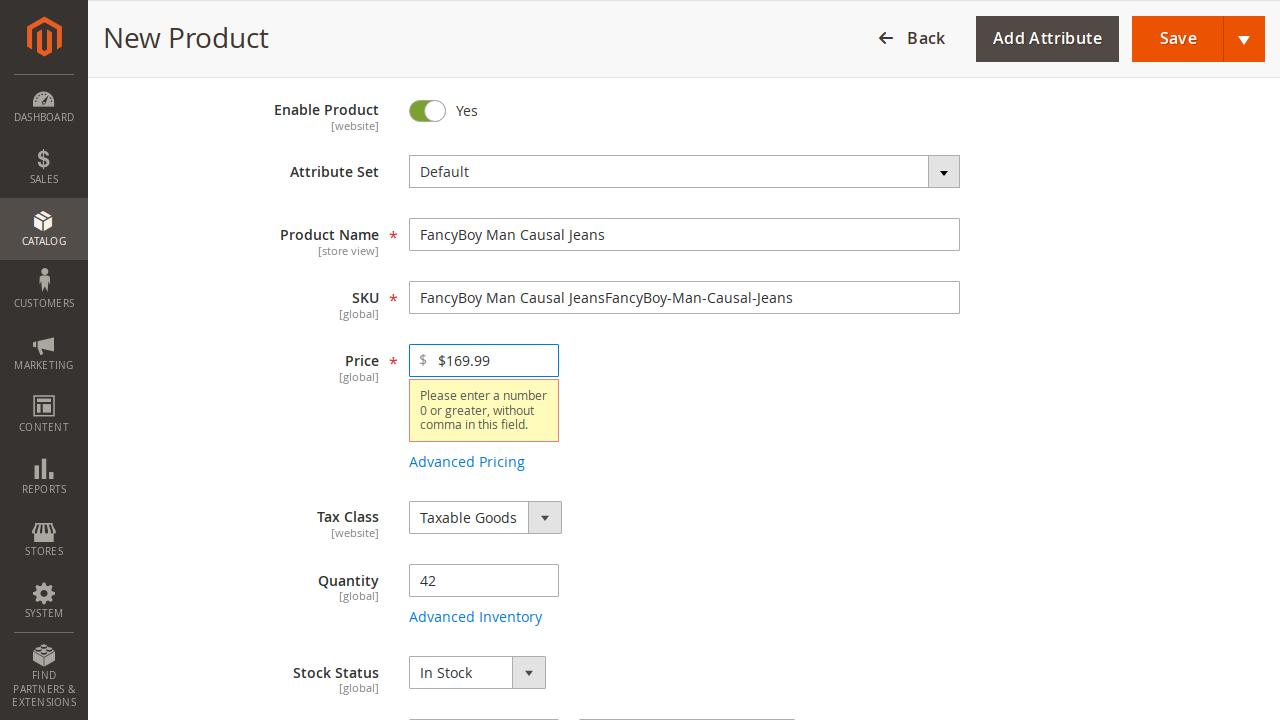 New Product
Back
Add Attribute
Save
DASHBOARD
SALES
CATALOG
CUSTOMERS
MARKETING
CONTENT
REPORTS
STORES
SYSTEM
FIND
PARTNERS &
EXTENSIONS
Enable Product
[website]
Yes
Attribute Set
Default
Product Name *
[store view]
FancyBoy Man Causal Jeans
SKU *
[global]
FancyBoy Man Causal JeansFancyBoy-Man-Causal-Jeans
Price *
[global]
$ $169.99
Please enter a number
0 or greater, without
comma in this field.
Advanced Pricing
Tax Class
[website]
Taxable Goods
Quantity
[global]
42
Advanced Inventory
Stock Status
[global]
In Stock